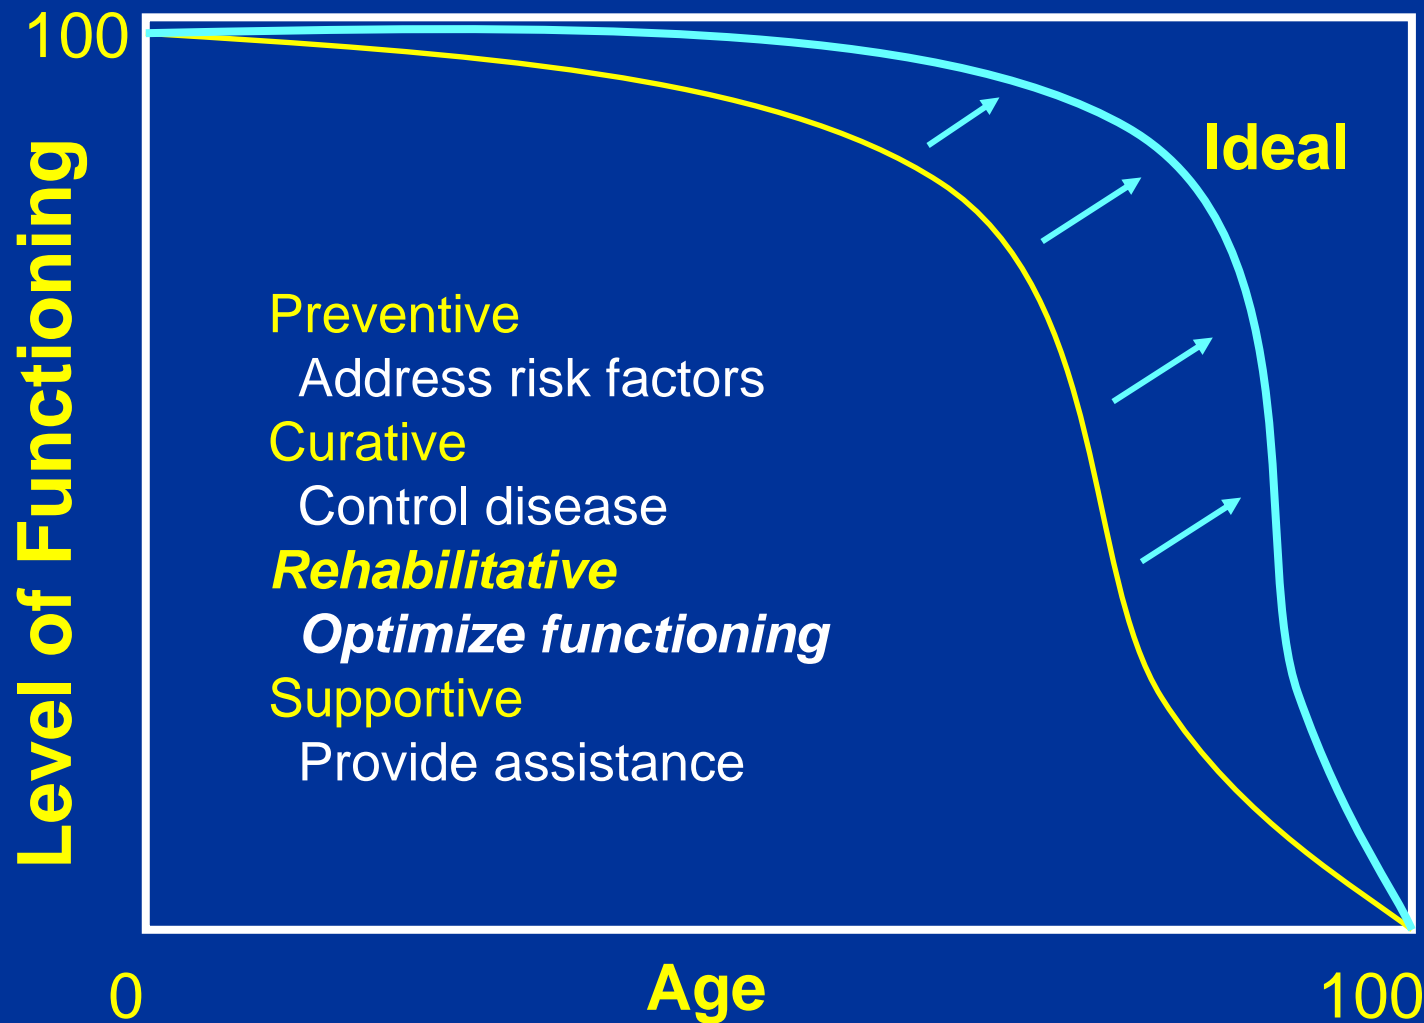 100
Level of Functioning
Ideal
Preventive
Address risk factors
Curative
Control disease
Rehabilitative
Optimize functioning
Supportive
Provide assistance
0
Age
100